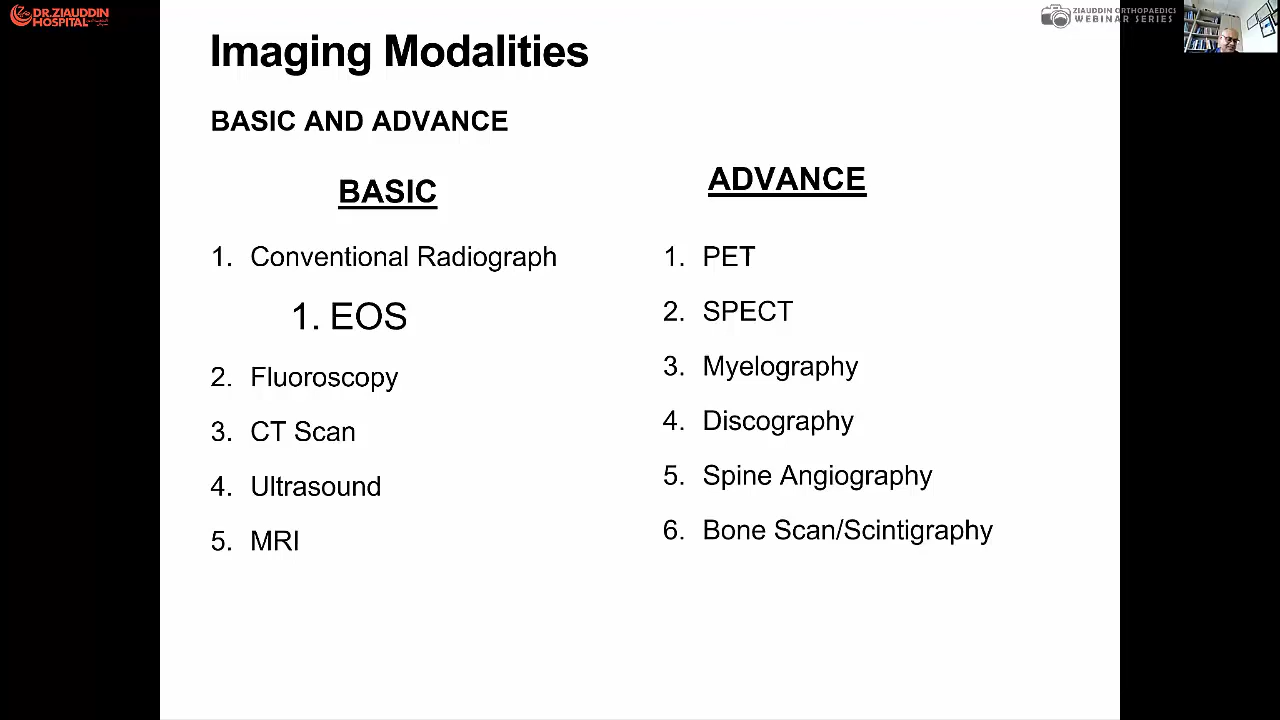 DR.ZIAUDDIN
HOSPITAL
ZIAUDDIN ORTHOPAEDICS
WEBINAR SERIES
Imaging Modalities
BASIC AND ADVANCE
BASIC
1. Conventional Radiograph
1. EOS
2. Fluoroscopy
3. CT Scan
4. Ultrasound
5. MRI
ADVANCE
1. PET
2. SPECT
3. Myelography
4. Discography
5. Spine Angiography
6. Bone Scan/Scintigraphy